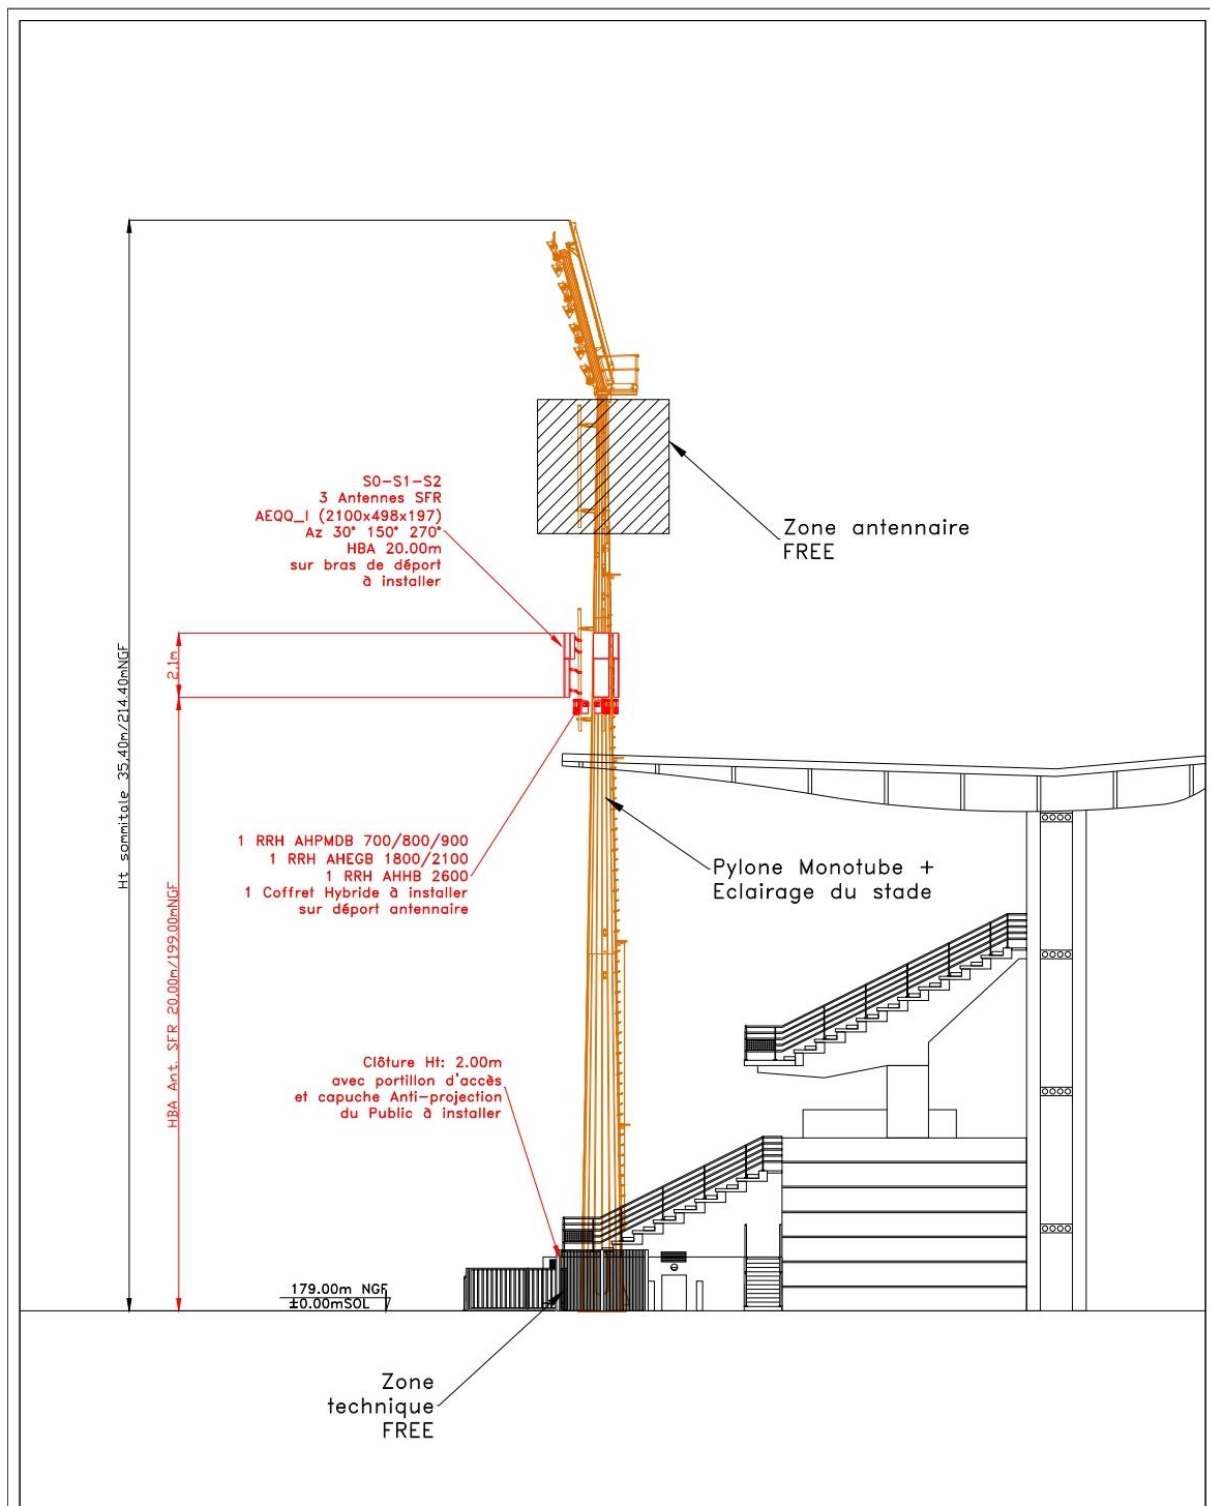 S0-S1-S2
3 Antennes SFR
AEQQ_I (2100x498x197)
Az 30° 150° 270°
HBA 20.00m
sur bras de déport
à installer
Zone antennaire
FREE
2,1m
Ht sommitale 35,40m/214.40mNGF
HBA Ant. SFR 20.00m/199.00mNGF
1 RRH AHPMDB 700/800/900
1 RRH AHEGB 1800/2100
1 RRH AHHB 2600
1 Coffret Hybride à installer
sur déport antennaire
Pylone Monotube +
Eclairage du stade
Clôture Ht: 2.00m
avec portillon d'accès
et capuche Anti-projection
du Public à installer
179.00m NGF
±0.00mSOL
Zone
technique
FREE